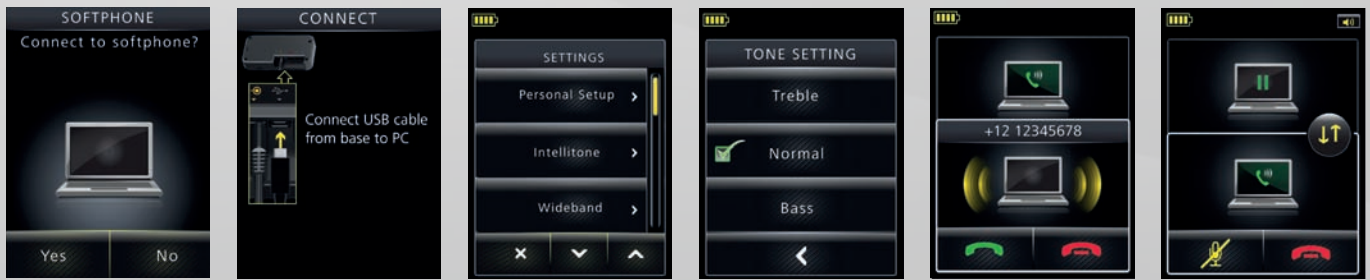 SOFTPHONE
Connect to softphone?
Yes
No
CONNECT
Connect USB cable
from base to PC
SETTINGS
Personal Setup
Intellitone
Wideband
TONE SETTING
Treble
Normal
Bass
+12 12345678